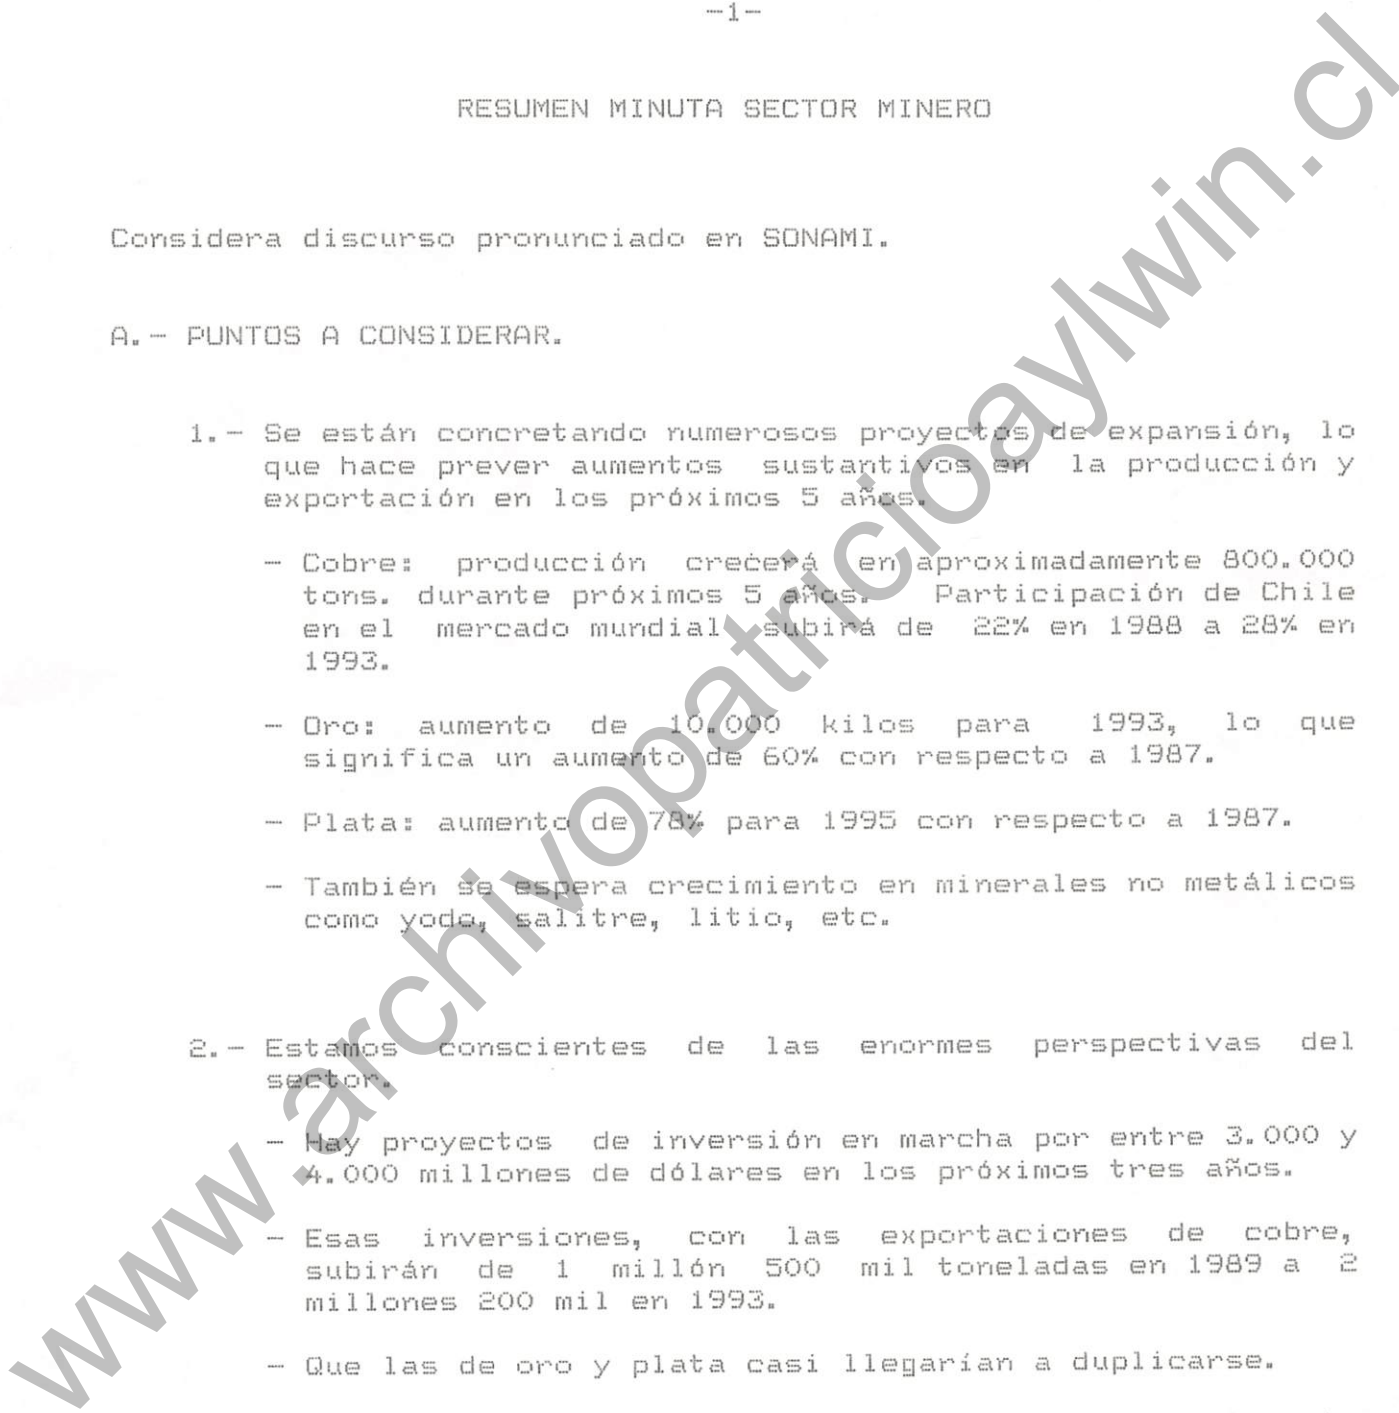 -1-
RESUMEN MINUTA SECTOR MINERO
Considera discurso pronunciado en SONAMI.
A.- PUNTOS A CONSIDERAR.
1.- Se están concretando numerosos proyectos de expansión, lo
que hace prever aumentos sustantivos en la producción y
exportación en los próximos 5 años.
- Cobre: producción crecerá en aproximadamente 800.000
tons. durante próximos 5 años. Participación de Chile
en el mercado mundial subirá de 22% en 1988 a 28% en
1993.
- Oro: aumento de 10.000 kilos para 1993, lo que
significa un aumento de 60% con respecto a 1987.
- Plata: aumento de 78% para 1995 con respecto a 1987.
- También se espera crecimiento en minerales no metálicos
como yodo, salitre, litio, etc.
2.- Estamos conscientes de las enormes perspectivas del
sector.
- Hay proyectos de inversión en marcha por entre 3.000 y
4.000 millones de dólares en los próximos tres años.
- Esas inversiones, con las exportaciones de cobre,
subirán de 1 millón 500 mil toneladas en 1989 a 2
millones 200 mil en 1993.
- Que las de oro y plata casi llegarían a duplicarse.
www.archivopatricioaylwin.cl